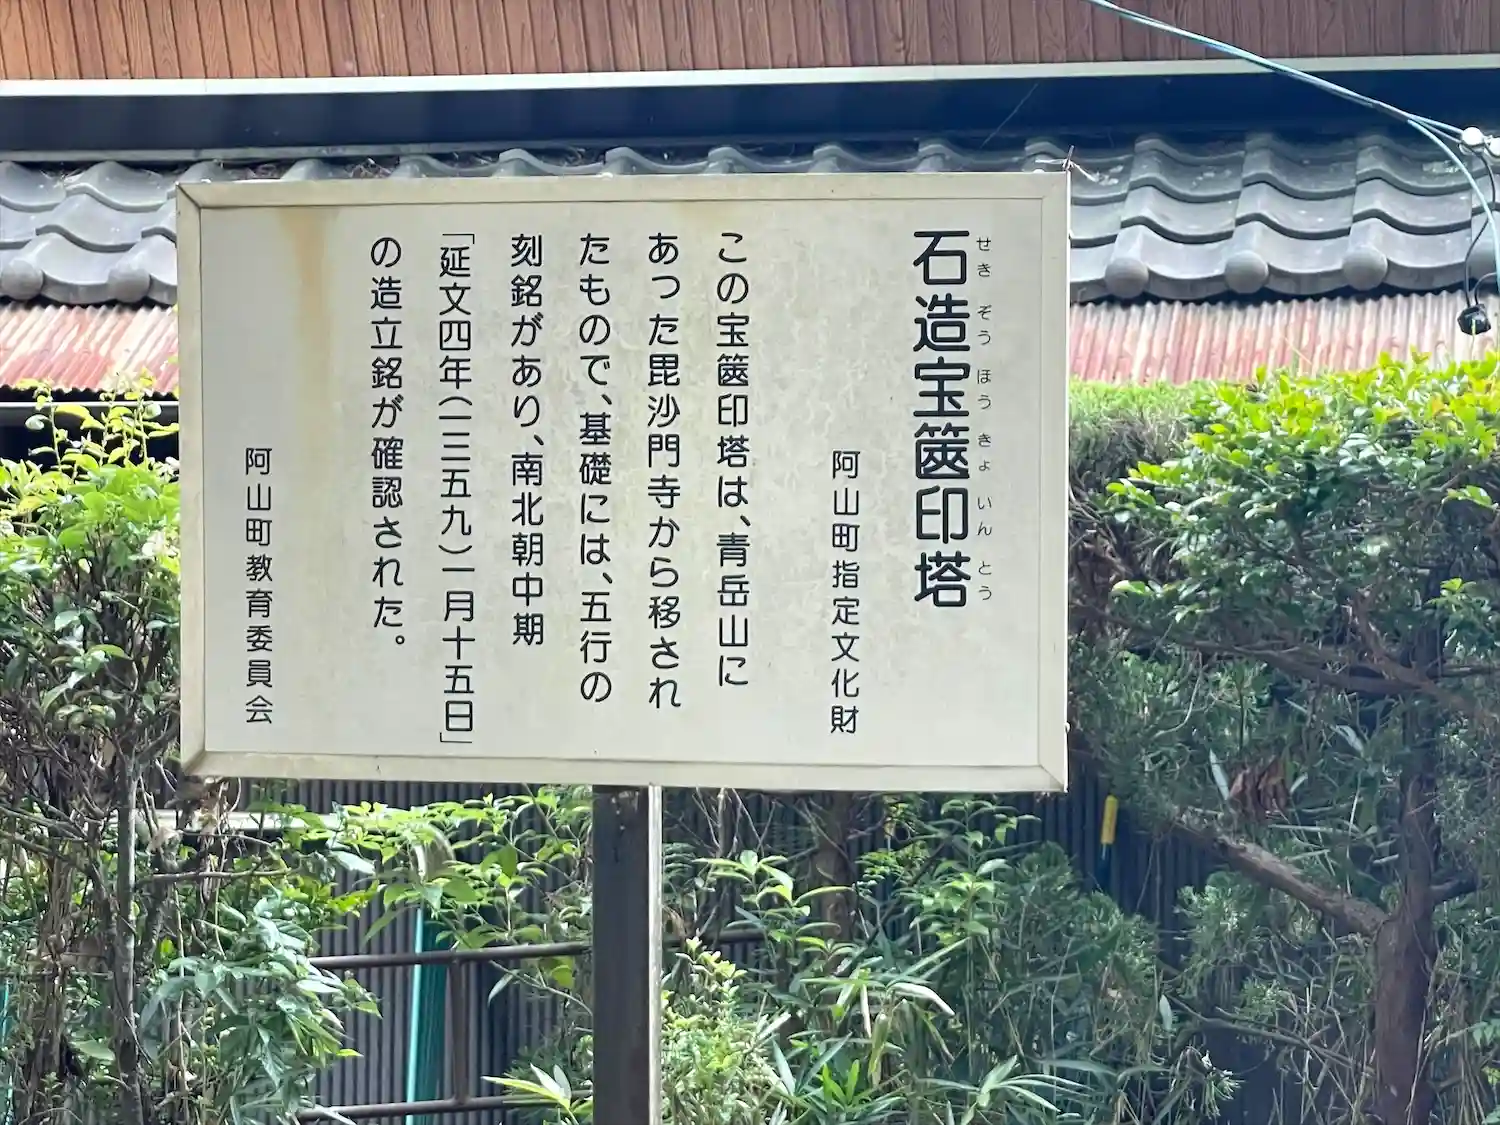 石造宝篋印塔
せきぞうほうきょいんとう
阿山町指定文化財
この宝篋印塔は、青岳山に
あった毘沙門寺から移され
たもので、基礎には、五行の
刻銘があり、南北朝中期
「延文四年(一三五九)一月十五日」
の造立銘が確認された。
阿山町教育委員会